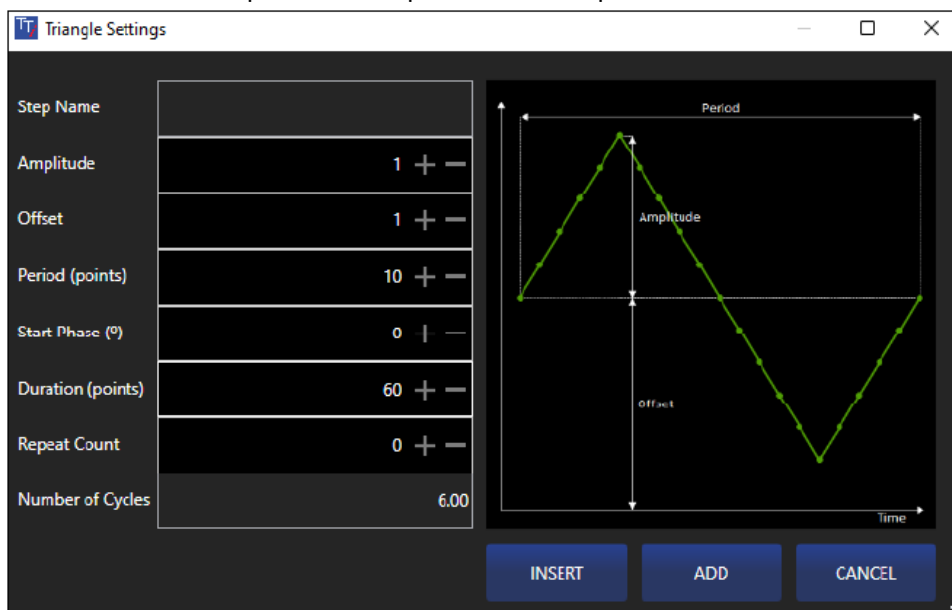 TT Triangle Settings
Step Name
Amplitude 1
Offset 1
Period (points) 10
Start Phase (º) 0
Duration (points) 60
Repeat Count 0
Number of Cycles 6.00
Period
Amplitude
Offset
Time
INSERT ADD CANCEL